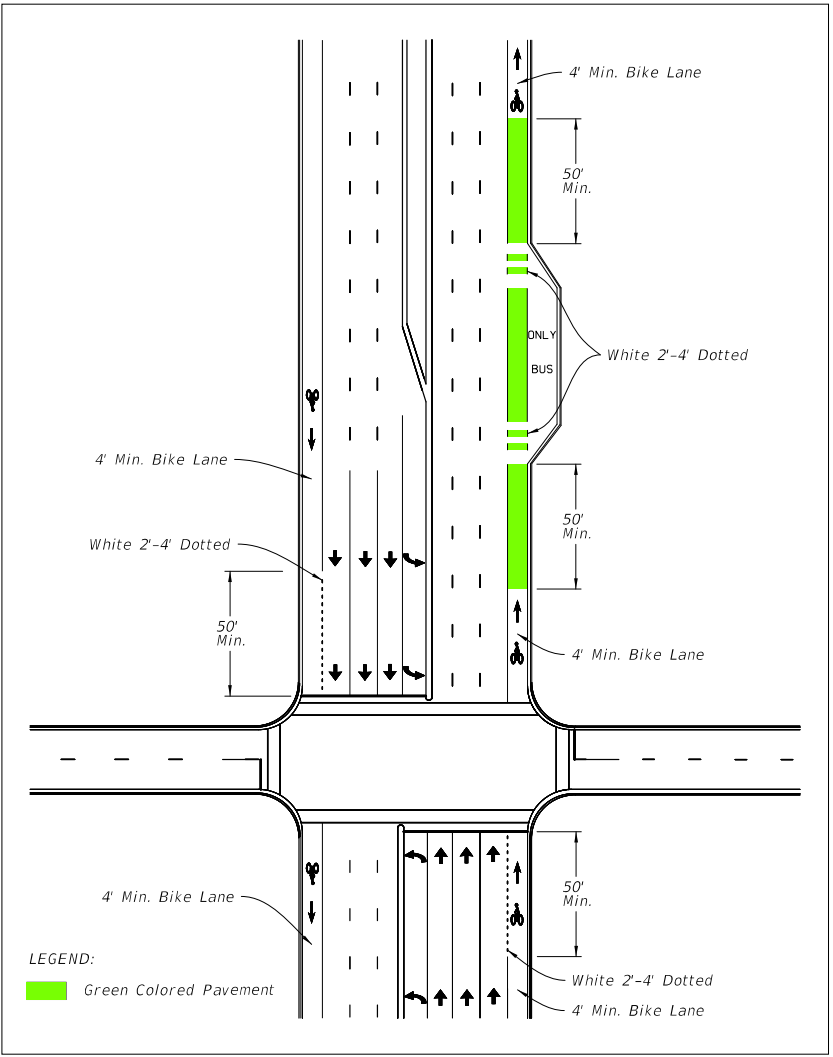 4' Min. Bike Lane
50'
Min.
ONLY
BUS
White 2'-4' Dotted
4' Min. Bike Lane
White 2'-4' Dotted
50'
Min.
50'
Min.
4' Min. Bike Lane
4' Min. Bike Lane
50'
Min.
LEGEND:
Green Colored Pavement
White 2'-4' Dotted
4' Min. Bike Lane